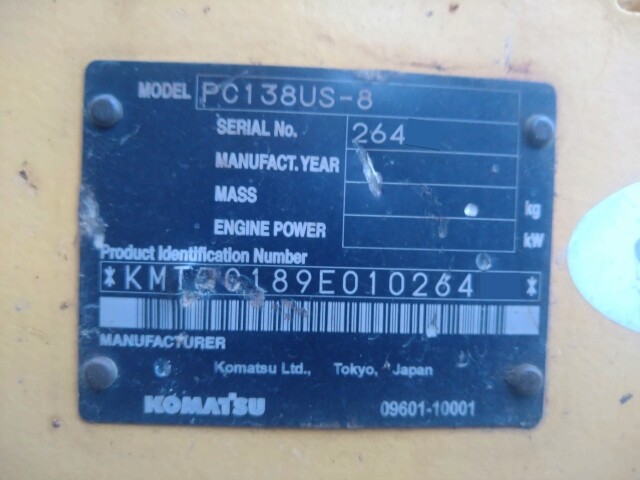 MODEL PC138US-8
SERIAL No. 264
MANUFACT. YEAR
MASS kg
ENGINE POWER kW
Product Identification Number
MANUFACTURER
Komatsu Ltd., Tokyo, Japan
KOMATSU 09601-10001